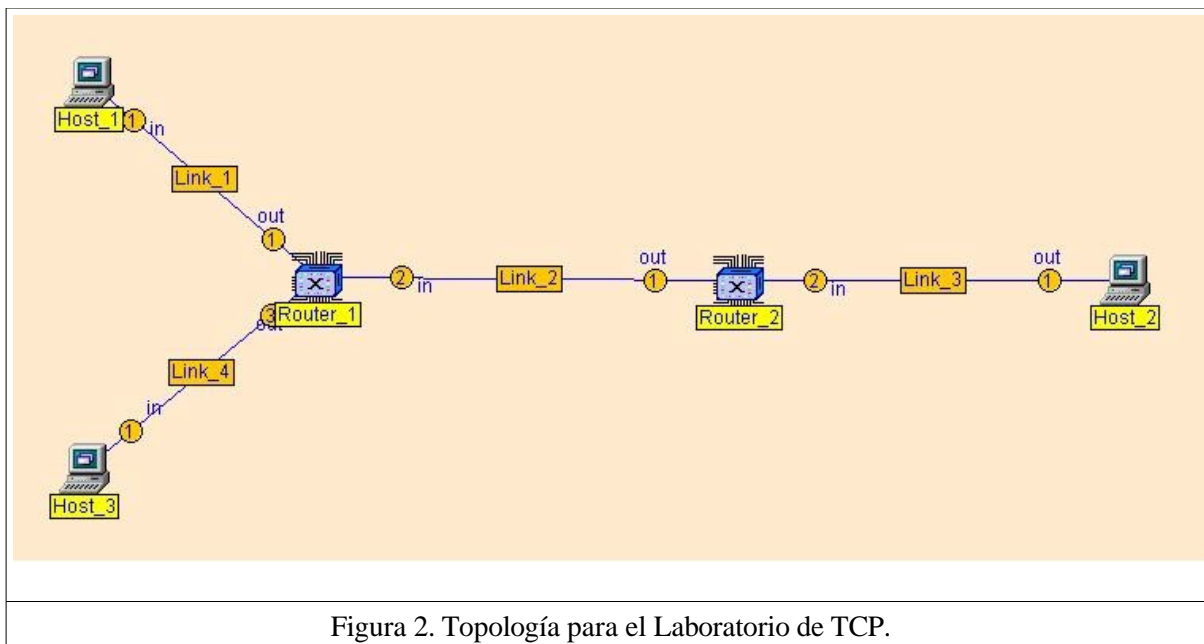 Host_1
1
in
Link_1
out
1
Router_1
2
in
Link_2
out
1
Router_2
2
in
Link_3
out
1
Host_2
3
out
Link_4
in
1
Host_3
Figura 2. Topología para el Laboratorio de TCP.